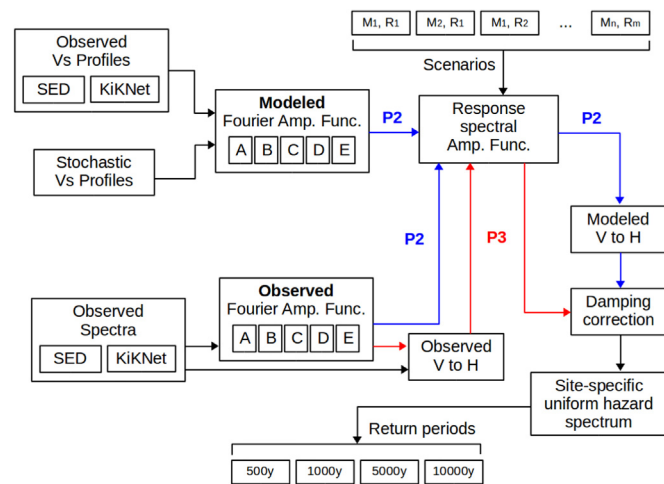 M1, R1 M2, R1 M1, R2 ... Mn, Rm
Scenarios
Observed
Vs Profiles
SED KiKNet
Stochastic
Vs Profiles
Modeled
Fourier Amp. Func.
A B C D E
P2
Response
spectral
Amp. Func.
P2
P2
P3
Modeled
V to H
Damping
correction
Observed
Spectra
SED KiKNet
Observed
Fourier Amp. Func.
A B C D E
Observed
V to H
Site-specific
uniform hazard
spectrum
Return periods
500y 1000y 5000y 10000y